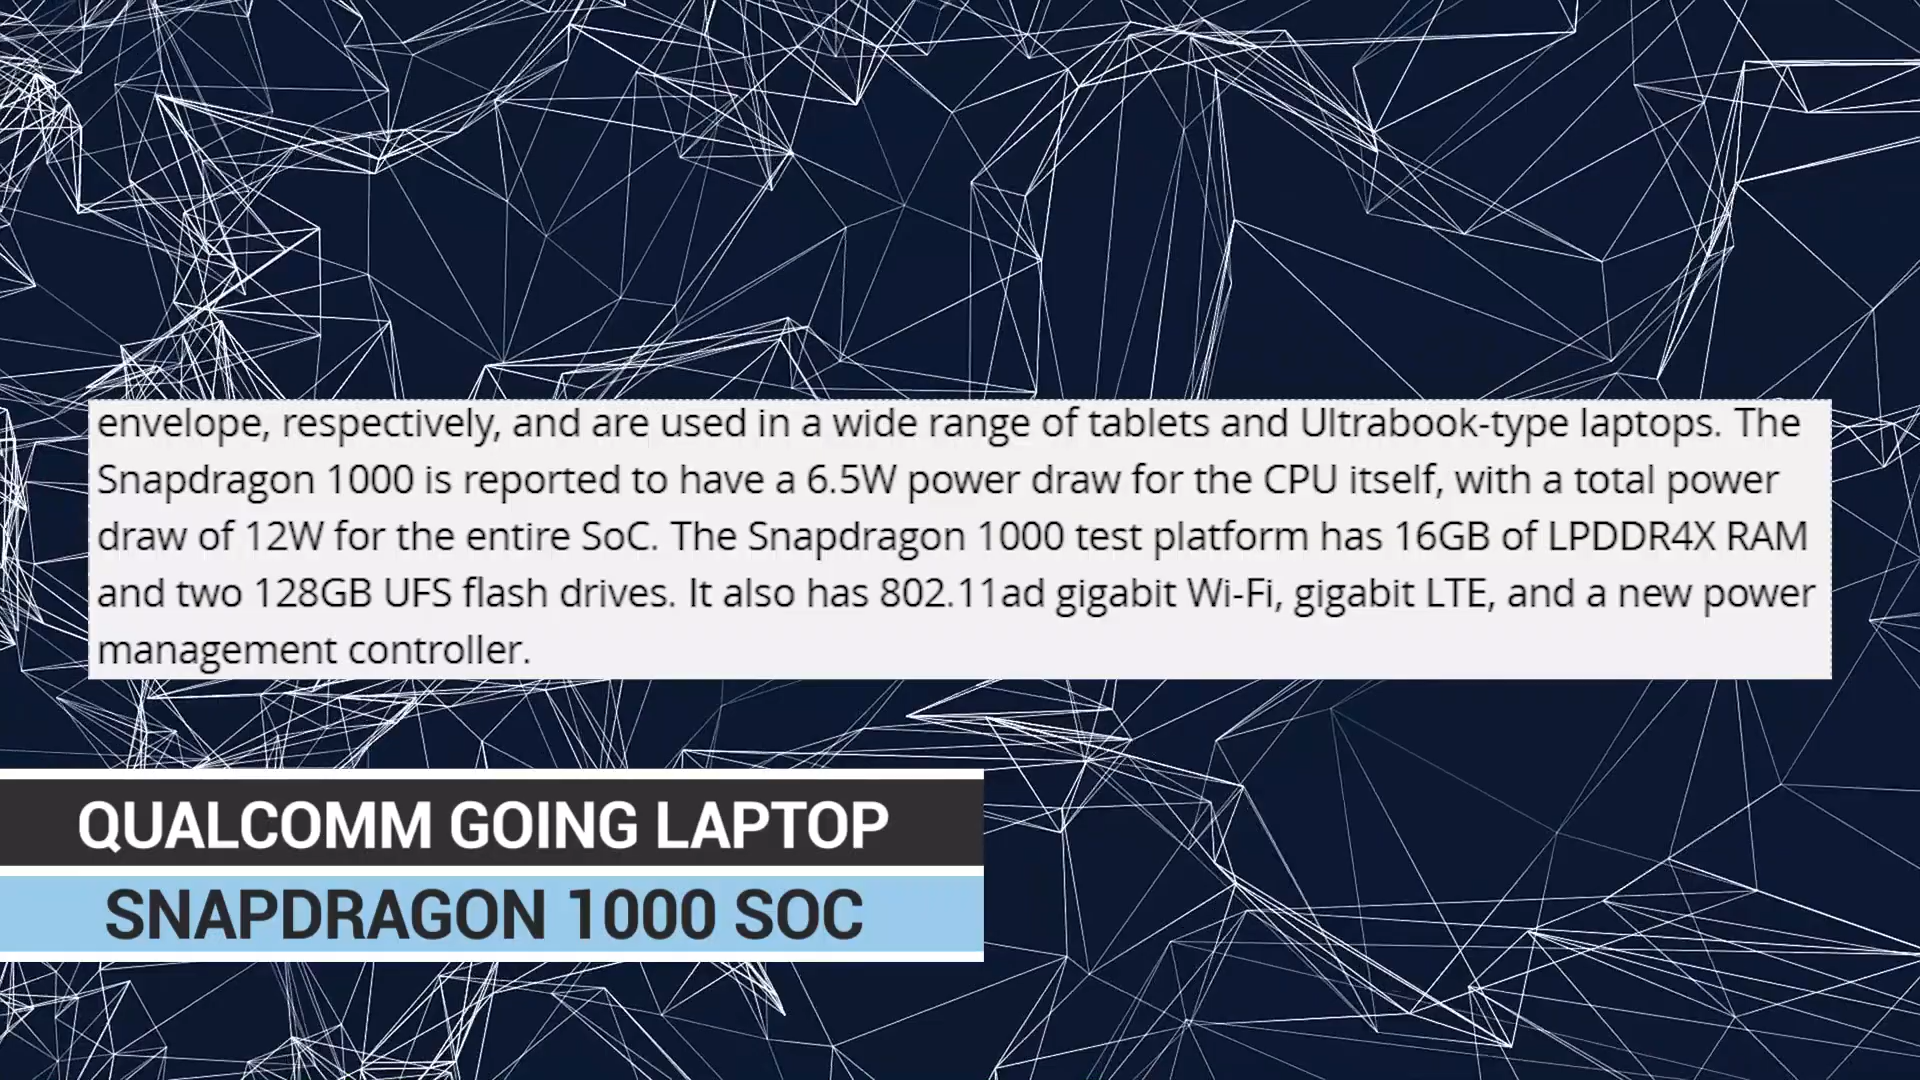 envelope, respectively, and are used in a wide range of tablets and Ultrabook-type laptops. The
Snapdragon 1000 is reported to have a 6.5W power draw for the CPU itself, with a total power
draw of 12W for the entire SoC. The Snapdragon 1000 test platform has 16GB of LPDDR4X RAM
and two 128GB UFS flash drives. It also has 802.11ad gigabit Wi-Fi, gigabit LTE, and a new power
management controller.
QUALCOMM GOING LAPTOP
SNAPDRAGON 1000 SOC